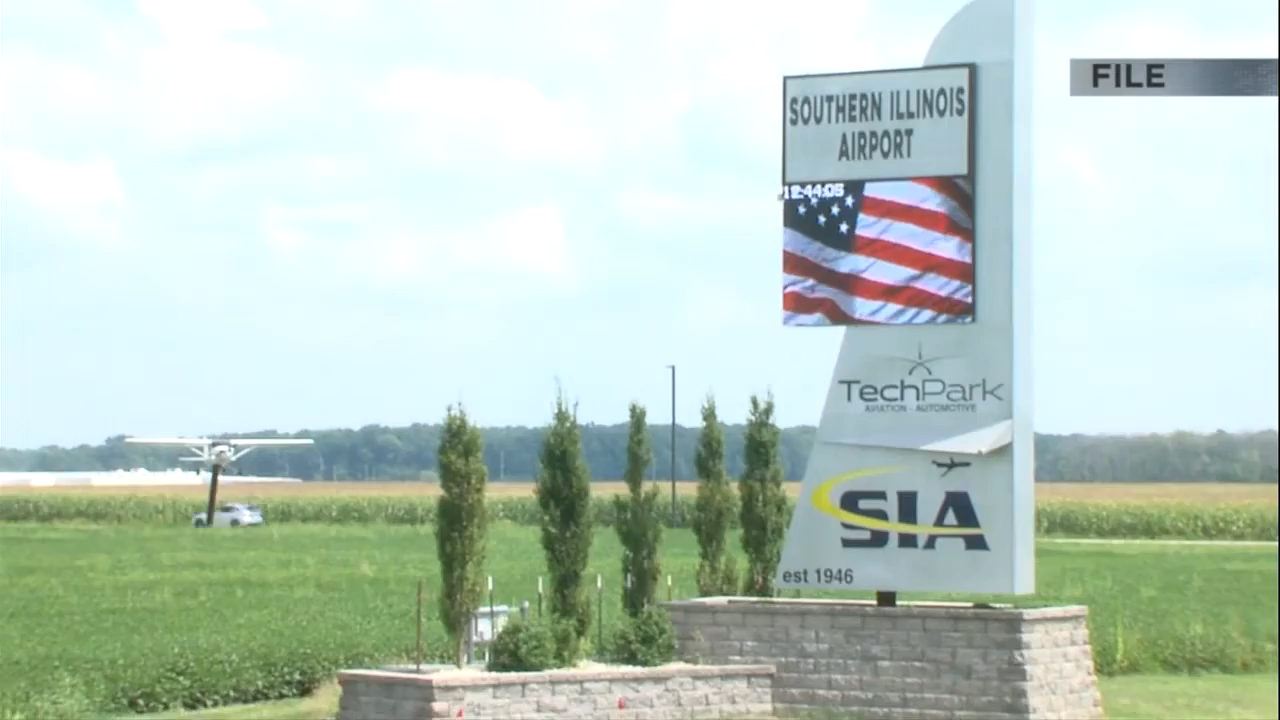 FILE
SOUTHERN ILLINOIS
AIRPORT
12:44:05
TechPark
AVIATION - AUTOMOTIVE
SIA
est 1946